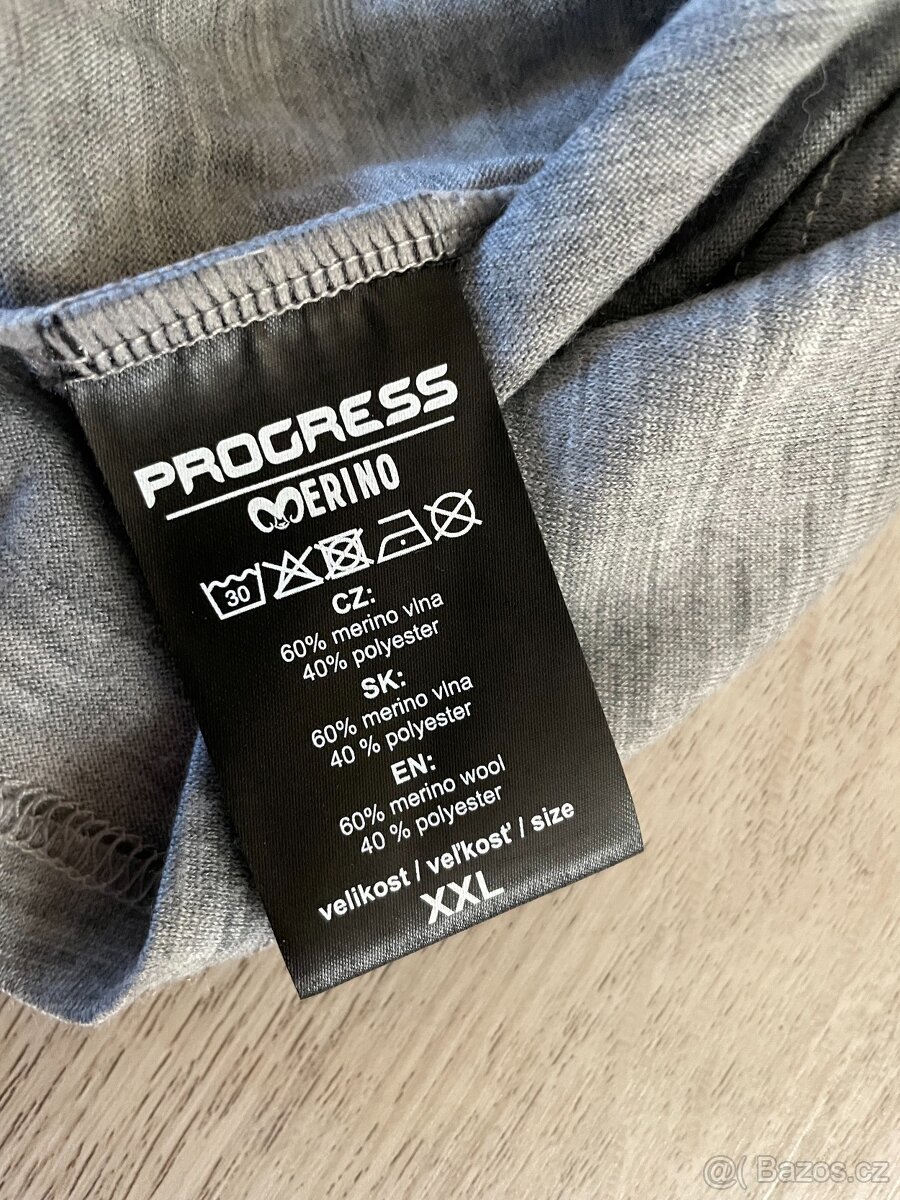 PROGRESS
MERINO
30
CZ:
60% merino vlna
40% polyester
SK:
60% merino vlna
40 % polyester
EN:
60% merino wool
40 % polyester
velikost / veľkosť / size
XXL
@( Bazos.cz